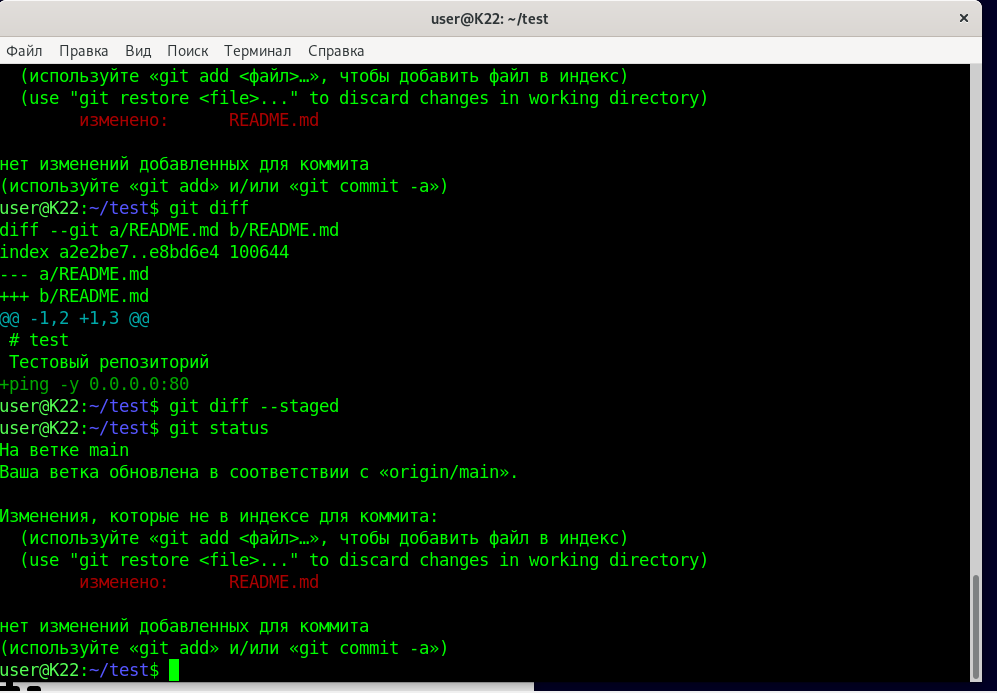 user@K22: ~/test
Файл Правка Вид Поиск Терминал Справка
(используйте «git add <файл>…», чтобы добавить файл в индекс)
(use "git restore <file>..." to discard changes in working directory)
изменено: README.md
нет изменений добавленных для коммита
(используйте «git add» и/или «git commit -a»)
user@K22:~/test$ git diff
diff --git a/README.md b/README.md
index a2e2be7..e8bd6e4 100644
--- a/README.md
+++ b/README.md
@@ -1,2 +1,3 @@
# test
Тестовый репозиторий
+ping -y 0.0.0.0:80
user@K22:~/test$ git diff --staged
user@K22:~/test$ git status
На ветке main
Ваша ветка обновлена в соответствии с «origin/main».
Изменения, которые не в индексе для коммита:
(используйте «git add <файл>…», чтобы добавить файл в индекс)
(use "git restore <file>..." to discard changes in working directory)
изменено: README.md
нет изменений добавленных для коммита
(используйте «git add» и/или «git commit -a»)
user@K22:~/test$